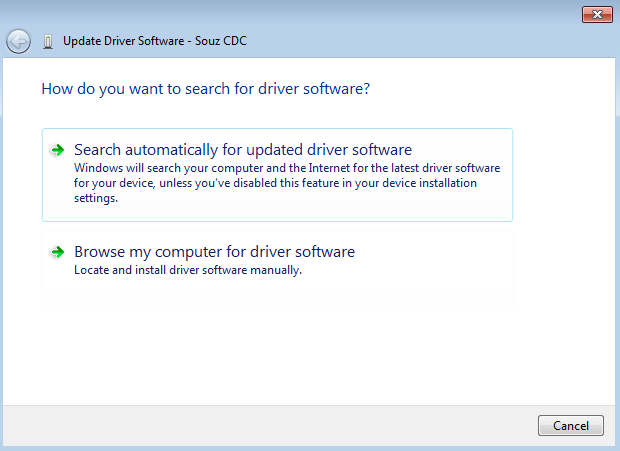 Update Driver Software - Souz CDC
How do you want to search for driver software?
Search automatically for updated driver software
Windows will search your computer and the Internet for the latest driver software
for your device, unless you've disabled this feature in your device installation
settings.
Browse my computer for driver software
Locate and install driver software manually.
Cancel